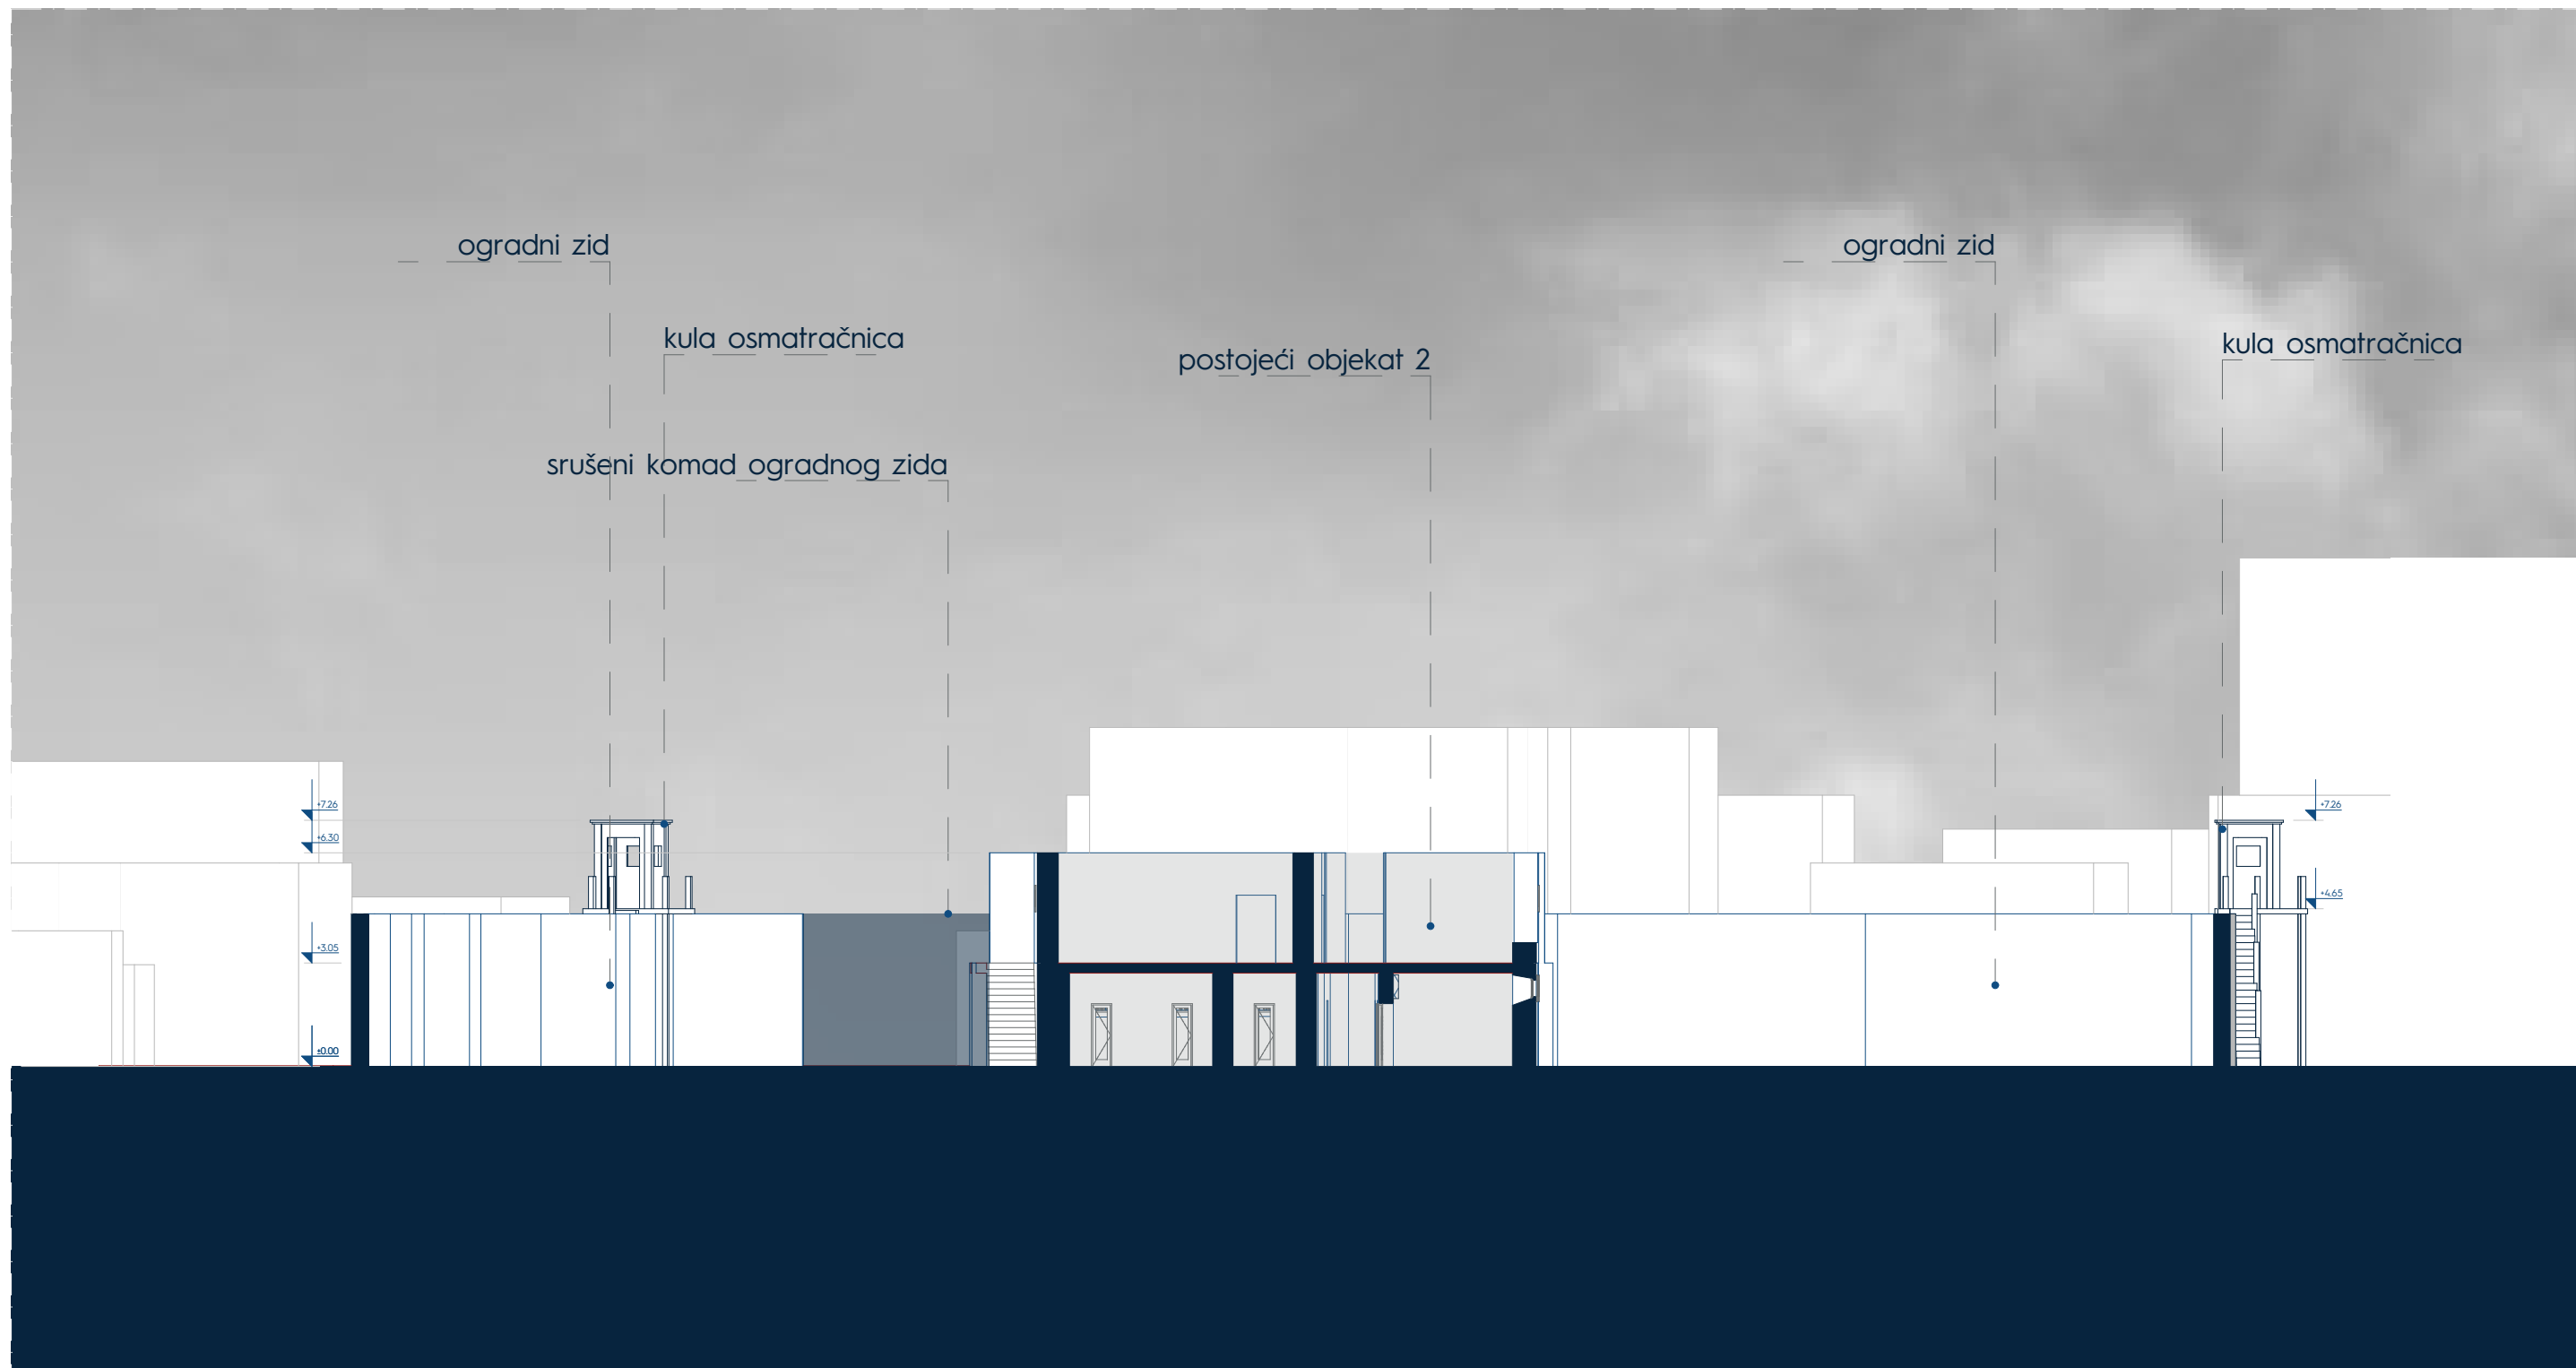 ogradni zid
ogradni zid
kula osmatračnica
kula osmatračnica
postojeći objekat 2
srušeni komad ogradnog zida
+7.26
+7.26
+6.30
+4.65
+3.05
±0.00